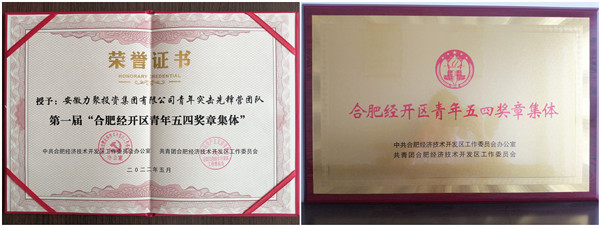 荣誉证书
HONORARY CREDENTIAL
授予：安徽力聚投资集团有限公司青年突击先锋营团队
第一届“合肥经开区青年五四奖章集体”
中共合肥经济技术开发区工作委员会办公室 共青团合肥经济技术开发区工作委员会
二〇二二年五月
合肥经开区青年五四奖章集体
中共合肥经济技术开发区工作委员会办公室
共青团合肥经济技术开发区工作委员会